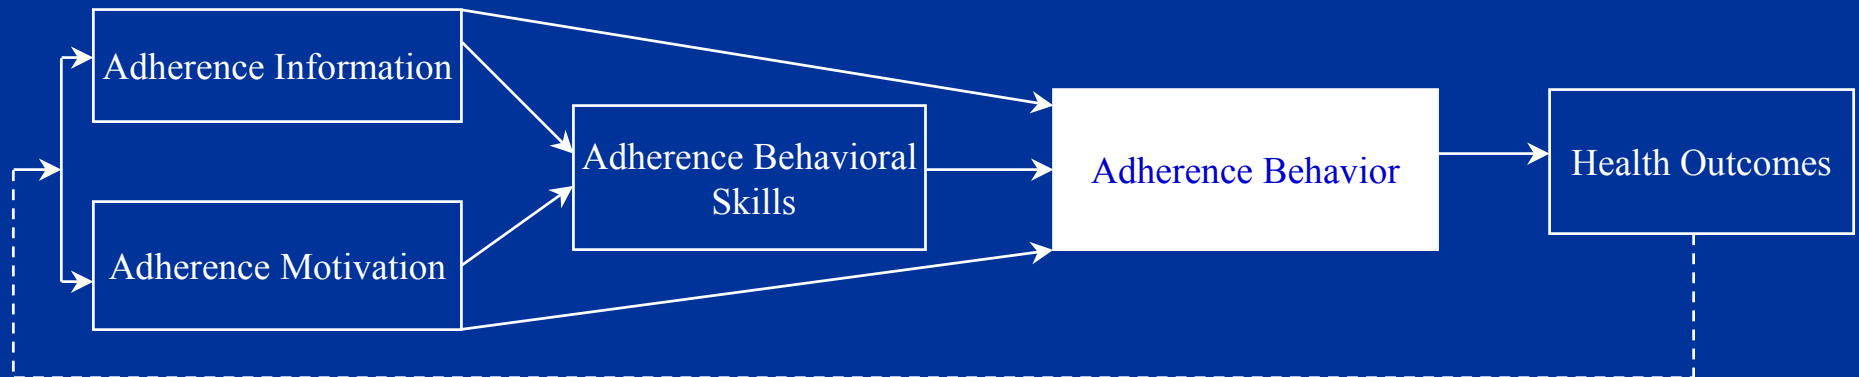 Adherence Information
Adherence Behavioral
Skills
Adherence Motivation
Adherence Behavior
Health Outcomes